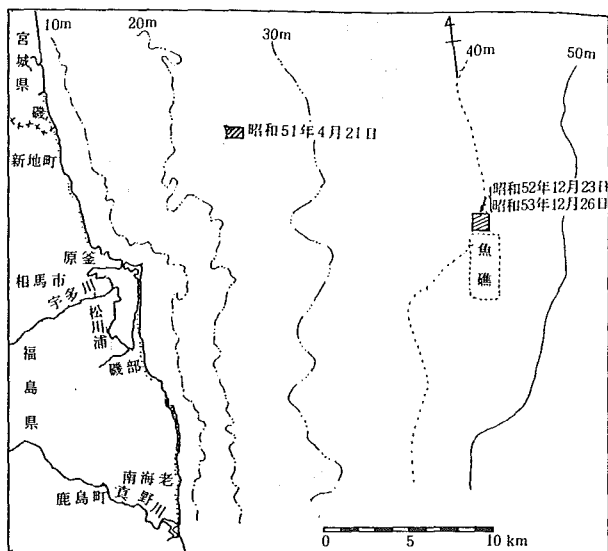 10m
20m
30m
40m
50m
宮城県
磯
新地町
昭和51年4月21日
昭和52年12月23日
昭和53年12月26日
魚礁
原釜
相馬市
宇多川
松川浦
磯部
福島県
南海老
鹿島町
真野川
0 5 10 km